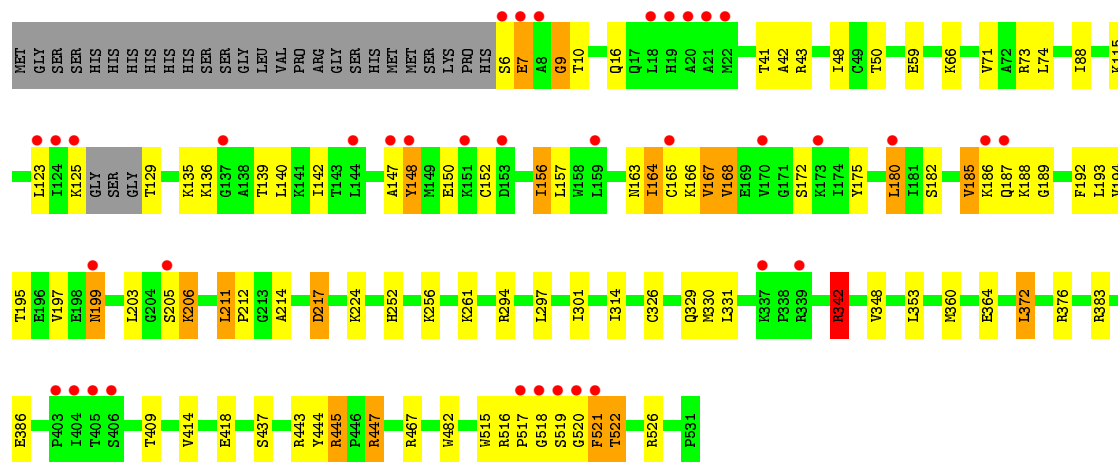 MET GLY SER SER HIS HIS HIS HIS HIS HIS SER SER GLY LEU VAL PRO ARG GLY SER HIS MET MET SER LYS PRO HIS S6 E7 A8 G9 T10 Q16 Q17 L18 H19 A20 A21 M22 T41 A42 R43 I48 C49 T50 E59 K66 V71 A72 R73 L74 I88 K115
L123 I124 K125 GLY SER GLY T129 K135 K136 G137 A138 T139 L140 K141 I142 T143 L144 A147 Y148 M149 E150 K151 C152 D153 I156 L157 W158 L159 N163 I164 C165 K166 V167 V168 E169 V170 G171 S172 K173 I174 Y175 L180 I181 S182 V185 K186 Q187 K188 G189 F192 L193
T195 E196 V197 E198 N199 L203 G204 S205 K206 L211 P212 G213 A214 D217 K224 H252 K256 K261 R294 L297 I301 I314 C326 Q329 M330 L331 K337 P338 R339 R342 V348 L353 M360 E364 L372 R376 R383
E386 P403 I404 T405 S406 T409 V414 E418 S437 R443 Y444 R445 P446 R447 R467 W482 W515 R516 P517 G518 S519 G520 F521 T522 R526 P531